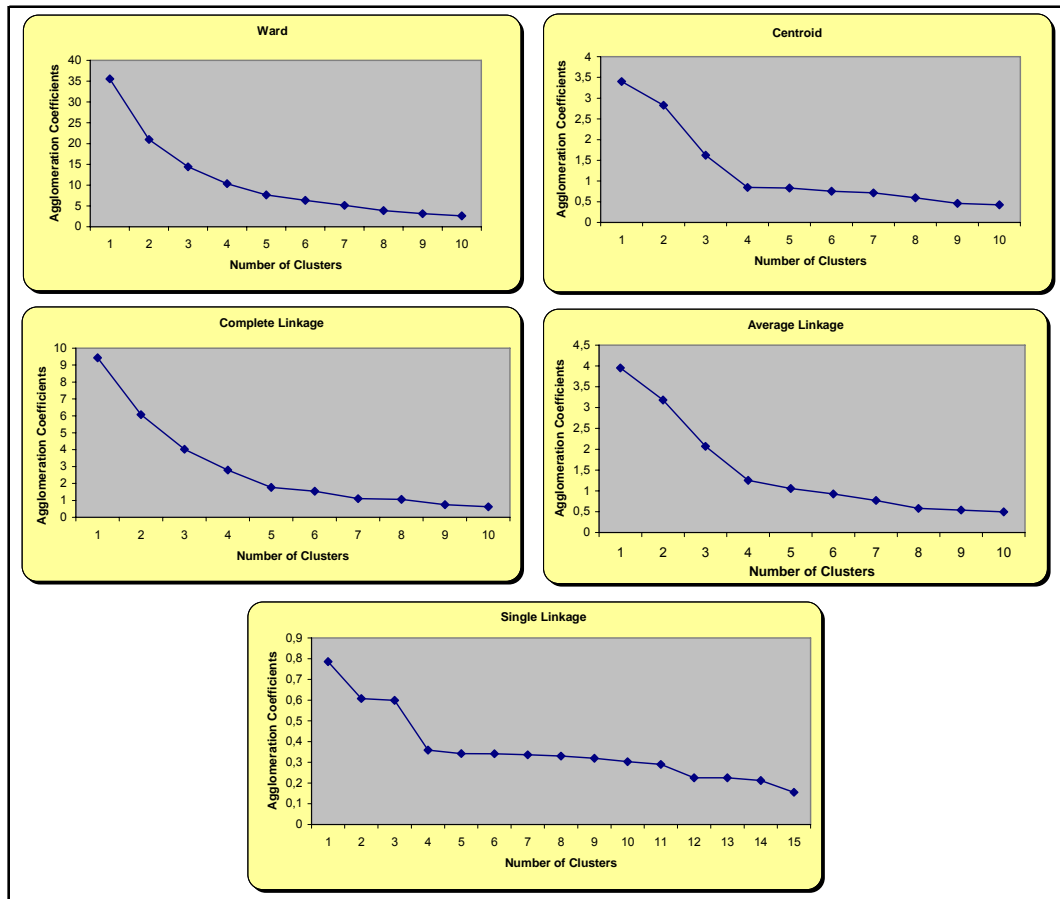 Ward
Agglomeration Coefficients
40
35
30
25
20
15
10
5
0
1 2 3 4 5 6 7 8 9 10
Number of Clusters
Centroid
Agglomeration Coefficients
4
3,5
3
2,5
2
1,5
1
0,5
0
1 2 3 4 5 6 7 8 9 10
Number of Clusters
Complete Linkage
Agglomeration Coefficients
10
9
8
7
6
5
4
3
2
1
0
1 2 3 4 5 6 7 8 9 10
Number of Clusters
Average Linkage
Agglomeration Coefficients
4,5
4
3,5
3
2,5
2
1,5
1
0,5
0
1 2 3 4 5 6 7 8 9 10
Number of Clusters
Single Linkage
Agglomeration Coefficients
0,9
0,8
0,7
0,6
0,5
0,4
0,3
0,2
0,1
0
1 2 3 4 5 6 7 8 9 10 11 12 13 14 15
Number of Clusters